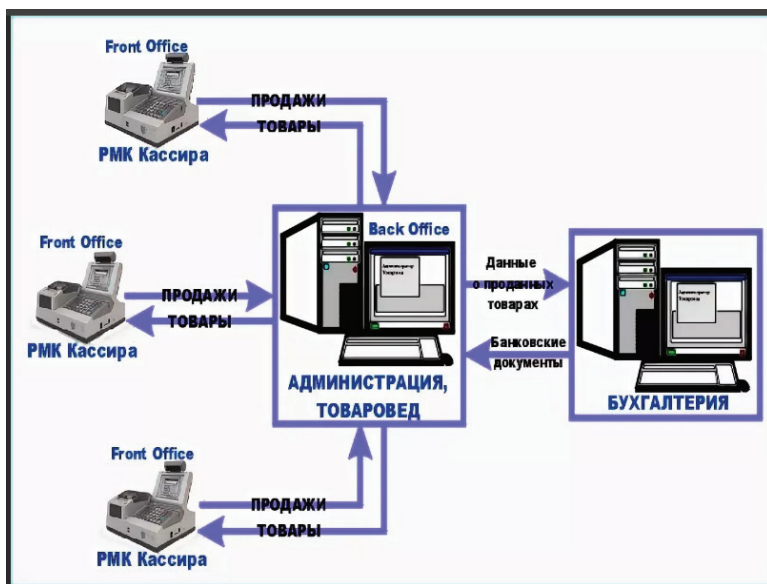 Front Office
ПРОДАЖИ
ТОВАРЫ
РМК Кассира
Front Office
ПРОДАЖИ
ТОВАРЫ
РМК Кассира
Back Office
АДМИНИСТРАЦИЯ,
ТОВАРОВЕД
Данные
о проданных
товарах
Банковские
документы
БУХГАЛТЕРИЯ
Front Office
ПРОДАЖИ
ТОВАРЫ
РМК Кассира